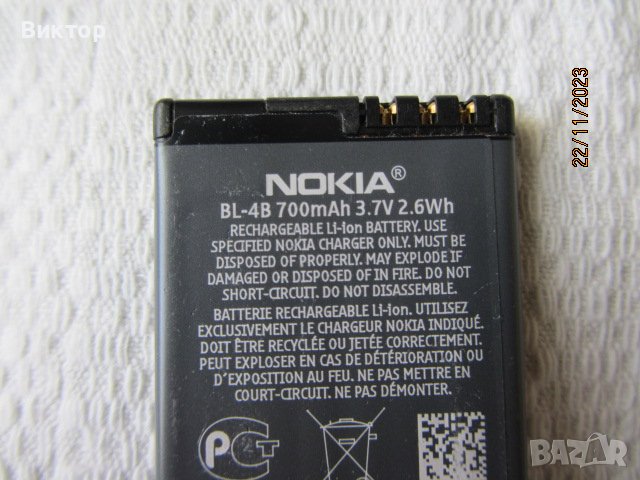 Виктор
22/11/2023
NOKIA®
BL-4B 700mAh 3.7V 2.6Wh
RECHARGEABLE Li-ion BATTERY. USE
SPECIFIED NOKIA CHARGER ONLY. MUST BE
DISPOSED OF PROPERLY. MAY EXPLODE IF
DAMAGED OR DISPOSED OF IN FIRE. DO NOT
SHORT-CIRCUIT. DO NOT DISASSEMBLE.
BATTERIE RECHARGEABLE Li-ion. UTILISEZ
EXCLUSIVEMENT LE CHARGEUR NOKIA INDIQUÉ.
DOIT ÊTRE RECYCLÉE OU JETÉE CORRECTEMENT.
PEUT EXPLOSER EN CAS DE DÉTÉRIORATION OU
D'EXPOSITION AU FEU. NE PAS METTRE EN
COURT-CIRCUIT. NE PAS DÉMONTER.
BAZAR